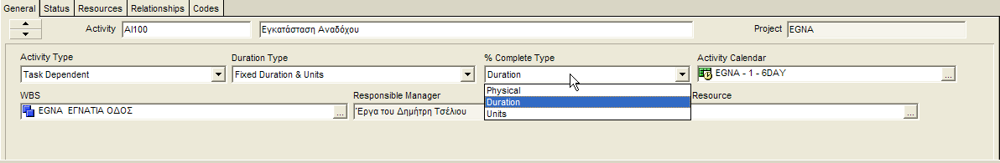 General Status Resources Relationships Codes
Activity AI100 Εγκατάσταση Αναδόχου Project EGNA
Activity Type Duration Type % Complete Type Activity Calendar
Task Dependent Fixed Duration & Units Duration EGNA - 1 - 6DAY ...
Physical
WBS Responsible Manager Duration Resource
EGNA ΕΓΝΑΤΙΑ ΟΔΟΣ ... Έργα του Δημήτρη Τσέλιου Units ...